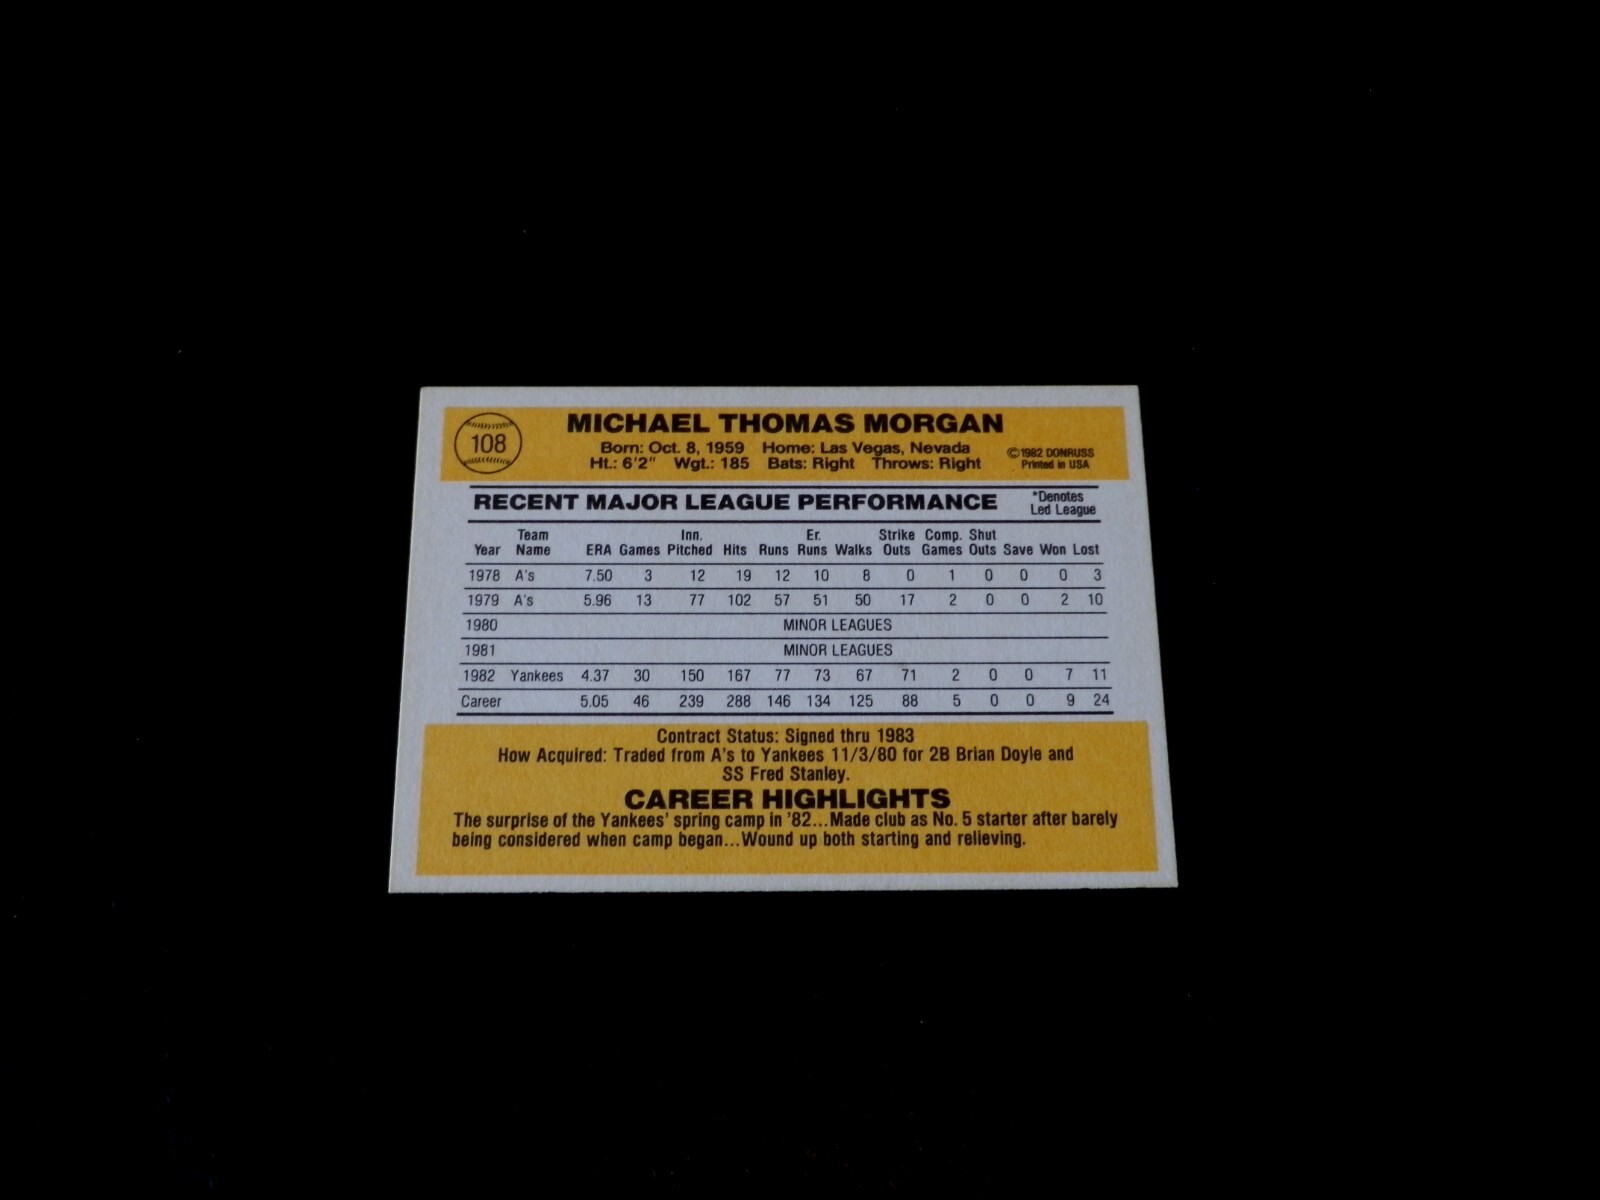 108
MICHAEL THOMAS MORGAN
Born: Oct. 8, 1959 Home: Las Vegas, Nevada
Ht.: 6'2" Wgt.: 185 Bats: Right Throws: Right
©1982 DONRUSS
Printed in USA
RECENT MAJOR LEAGUE PERFORMANCE
*Denotes
Led League
Team Inn. Er. Strike Comp. Shut
Year Name ERA Games Pitched Hits Runs Runs Walks Outs Games Outs Save Won Lost
1978 A's 7.50 3 12 19 12 10 8 0 1 0 0 0 3
1979 A's 5.96 13 77 102 57 51 50 17 2 0 0 2 10
1980 MINOR LEAGUES
1981 MINOR LEAGUES
1982 Yankees 4.37 30 150 167 77 73 67 71 2 0 0 7 11
Career 5.05 46 239 288 146 134 125 88 5 0 0 9 24
Contract Status: Signed thru 1983
How Acquired: Traded from A's to Yankees 11/3/80 for 2B Brian Doyle and
SS Fred Stanley.
CAREER HIGHLIGHTS
The surprise of the Yankees' spring camp in '82...Made club as No. 5 starter after barely
being considered when camp began...Wound up both starting and relieving.